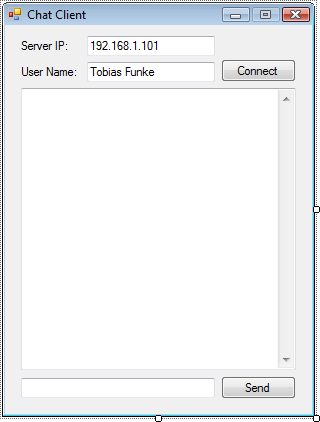 Chat Client
Server IP: 192.168.1.101
User Name: Tobias Funke Connect
Send